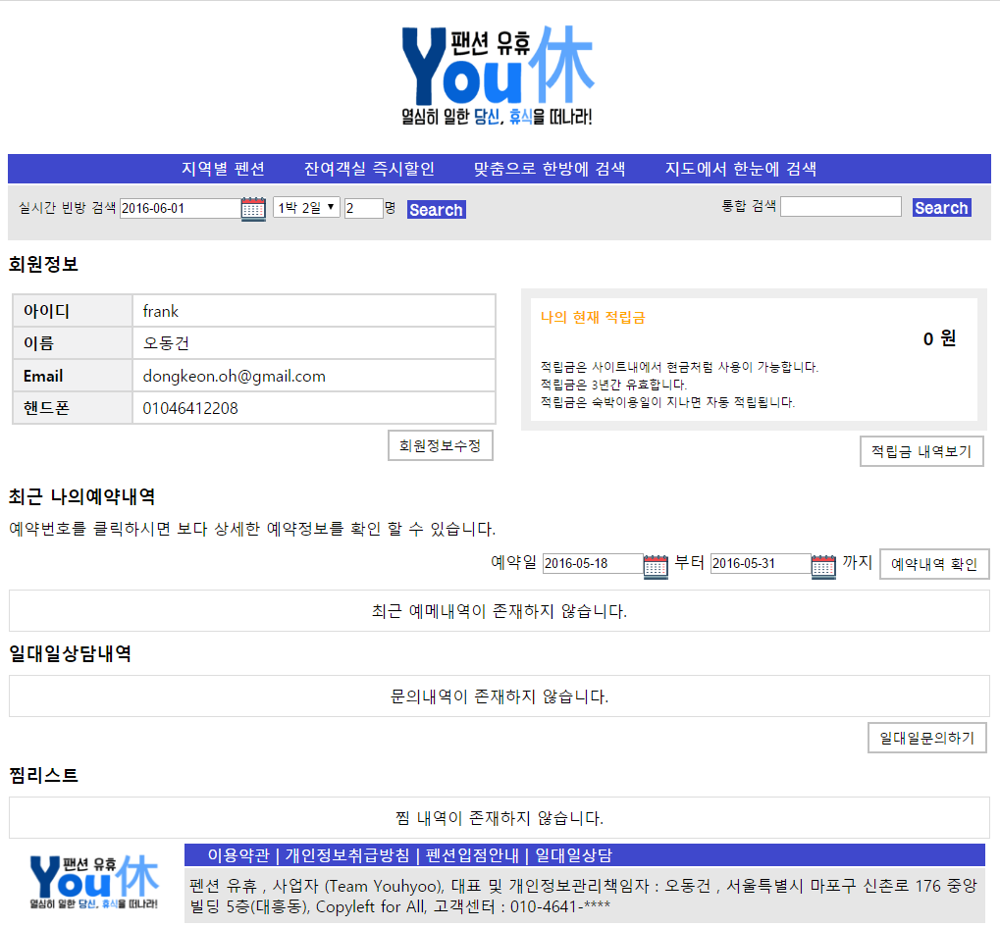 팬션 유휴
You休
열심히 일한 당신, 휴식을 떠나라!
지역별 펜션 잔여객실 즉시할인 맞춤으로 한방에 검색 지도에서 한눈에 검색
실시간 빈방 검색 2016-06-01 1박 2일 ▼ 2 명 Search 통합 검색 Search
회원정보
아이디 frank
이름 오동건
Email dongkeon.oh@gmail.com
핸드폰 01046412208
회원정보수정
나의 현재 적립금
0 원
적립금은 사이트내에서 현금처럼 사용이 가능합니다.
적립금은 3년간 유효합니다.
적립금은 숙박이용일이 지나면 자동 적립됩니다.
적립금 내역보기
최근 나의예약내역
예약번호를 클릭하시면 보다 상세한 예약정보를 확인 할 수 있습니다.
예약일 2016-05-18 부터 2016-05-31 까지 예약내역 확인
최근 예메내역이 존재하지 않습니다.
일대일상담내역
문의내역이 존재하지 않습니다.
일대일문의하기
찜리스트
찜 내역이 존재하지 않습니다.
팬션 유휴
You休
열심히 일한 당신, 휴식을 떠나라!
이용약관 | 개인정보취급방침 | 펜션입점안내 | 일대일상담
펜션 유휴 , 사업자 (Team Youhyoo), 대표 및 개인정보관리책임자 : 오동건 , 서울특별시 마포구 신촌로 176 중앙
빌딩 5층(대흥동), Copyleft for All, 고객센터 : 010-4641-****